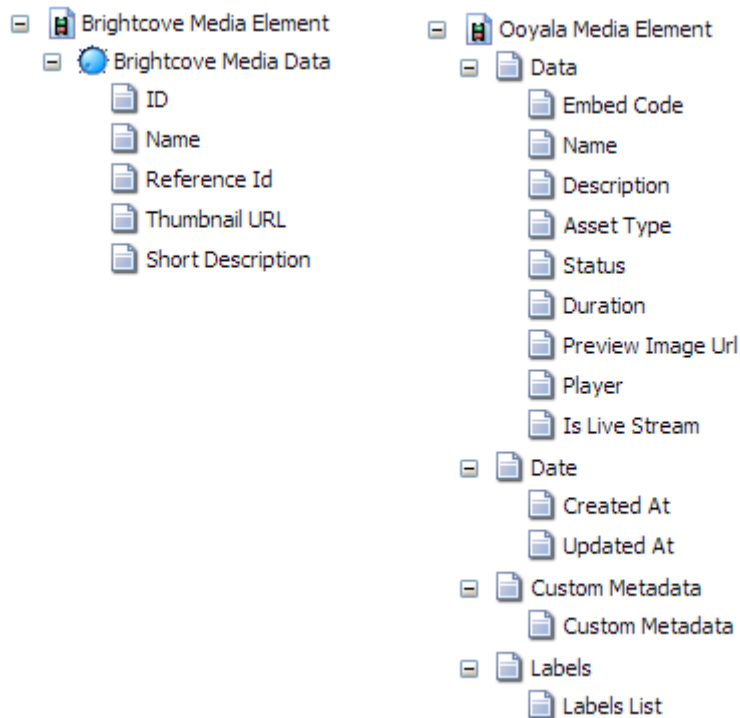 Brightcove Media Element
Brightcove Media Data
ID
Name
Reference Id
Thumbnail URL
Short Description
Ooyala Media Element
Data
Embed Code
Name
Description
Asset Type
Status
Duration
Preview Image Url
Player
Is Live Stream
Date
Created At
Updated At
Custom Metadata
Custom Metadata
Labels
Labels List